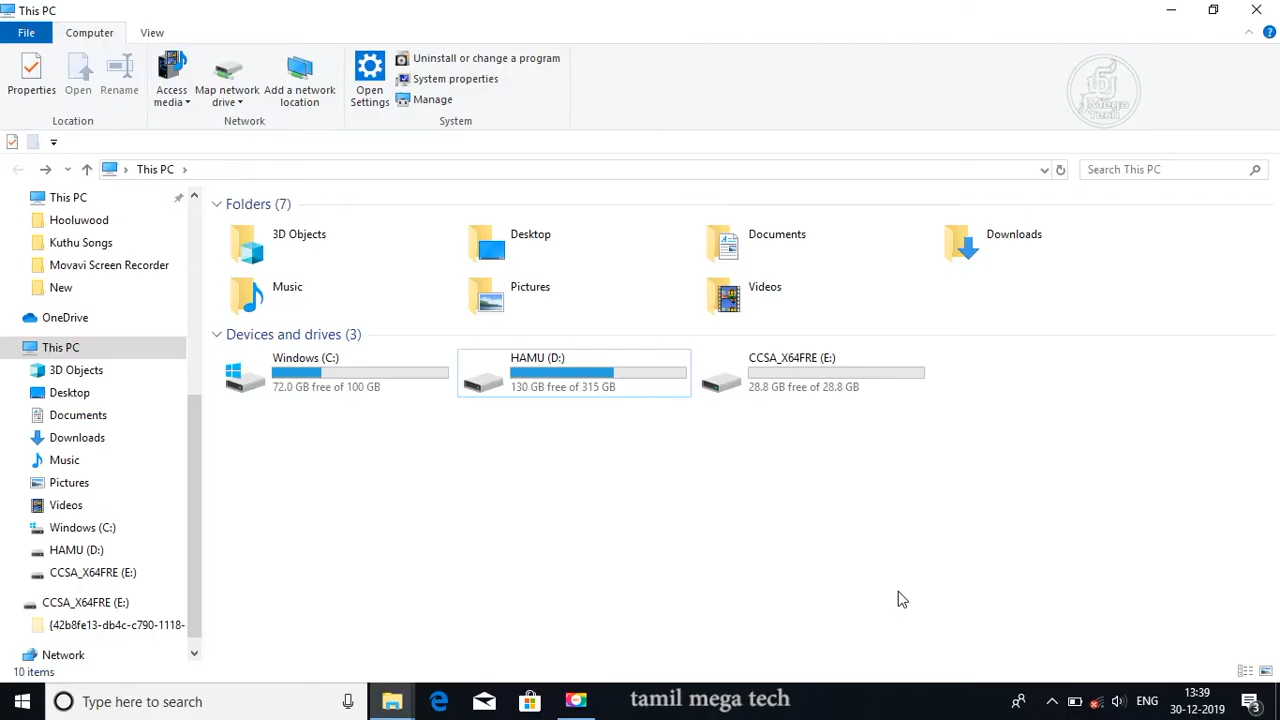 This PC
File
Computer
View
Properties
Open
Rename
Location
Access media
Map network drive
Add a network location
Network
Open Settings
Uninstall or change a program
System properties
Manage
System
Mega
Tech
This PC
Search This PC
This PC
Hooluwood
Kuthu Songs
Movavi Screen Recorder
New
OneDrive
This PC
3D Objects
Desktop
Documents
Downloads
Music
Pictures
Videos
Windows (C:)
HAMU (D:)
CCSA_X64FRE (E:)
CCSA_X64FRE (E:)
{42b8fe13-db4c-c790-1118-
Network
Folders (7)
3D Objects
Desktop
Documents
Downloads
Music
Pictures
Videos
Devices and drives (3)
Windows (C:)
72.0 GB free of 100 GB
HAMU (D:)
130 GB free of 315 GB
CCSA_X64FRE (E:)
28.8 GB free of 28.8 GB
10 items
Type here to search
tamil mega tech
ENG
13:39
30-12-2019
3